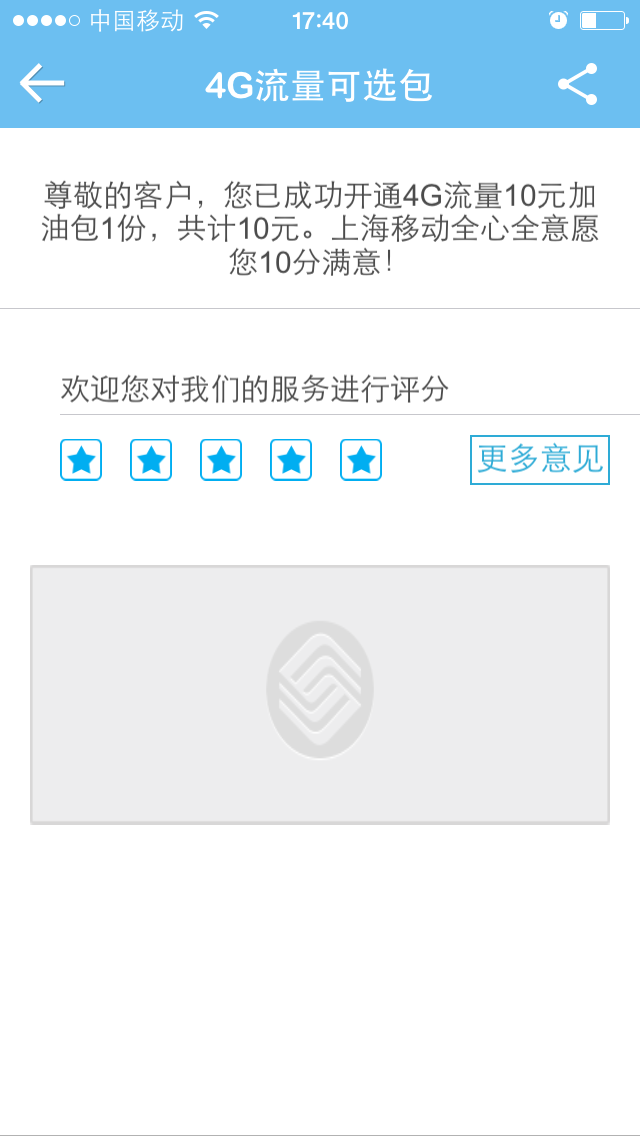 中国移动
17:40
4G流量可选包
尊敬的客户，您已成功开通4G流量10元加
油包1份，共计10元。上海移动全心全意愿
您10分满意！
欢迎您对我们的服务进行评分
更多意见